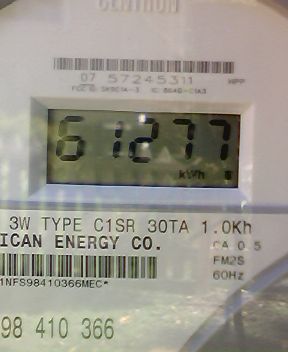 CENTRON
07 57245311
61277
kWh
3W TYPE C1SR 30TA 1.0Kh
ICAN ENERGY CO. CA 0.5
FM2S
60Hz
1NFS98410366MEC*
98 410 366